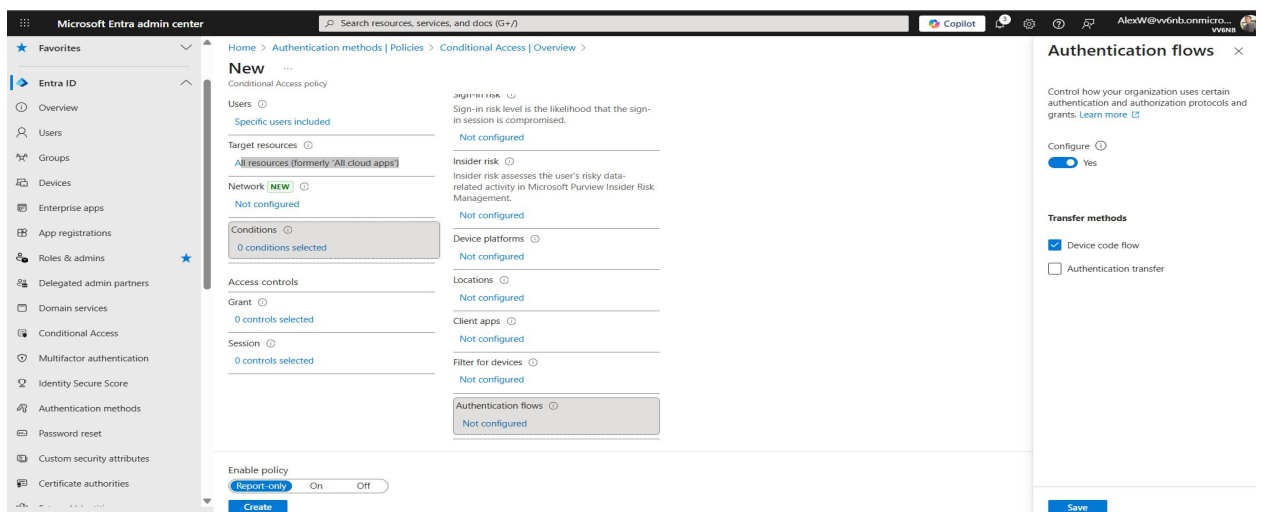 Microsoft Entra admin center
Search resources, services, and docs (G+/)
Copilot
3
AlexW@vv6nb.onmicro...
VV6NB
Favorites
Entra ID
Overview
Users
Groups
Devices
Enterprise apps
App registrations
Roles & admins
Delegated admin partners
Domain services
Conditional Access
Multifactor authentication
Identity Secure Score
Authentication methods
Password reset
Custom security attributes
Certificate authorities
Home > Authentication methods | Policies > Conditional Access | Overview >
New ...
Conditional Access policy
Users
Specific users included
Target resources
All resources (formerly 'All cloud apps')
Network NEW
Not configured
Conditions
0 conditions selected
Access controls
Grant
0 controls selected
Session
0 controls selected
Sign-in risk
Sign-in risk level is the likelihood that the sign-
in session is compromised.
Not configured
Insider risk
Insider risk assesses the user's risky data-
related activity in Microsoft Purview Insider Risk
Management.
Not configured
Device platforms
Not configured
Locations
Not configured
Client apps
Not configured
Filter for devices
Not configured
Authentication flows
Not configured
Enable policy
Report-only On Off
Create
Authentication flows
Control how your organization uses certain
authentication and authorization protocols and
grants. Learn more
Configure
Yes
Transfer methods
Device code flow
Authentication transfer
Save